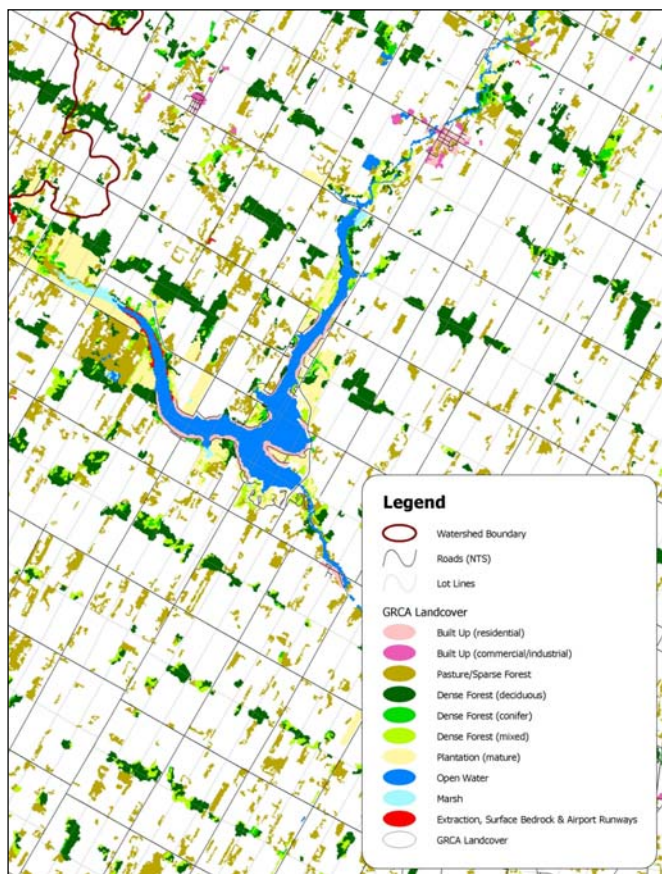 Legend
Watershed Boundary
Roads (NTS)
Lot Lines
GRCA Landcover
Built Up (residential)
Built Up (commercial/industrial)
Pasture/Sparse Forest
Dense Forest (deciduous)
Dense Forest (conifer)
Dense Forest (mixed)
Plantation (mature)
Open Water
Marsh
Extraction, Surface Bedrock & Airport Runways
GRCA Landcover